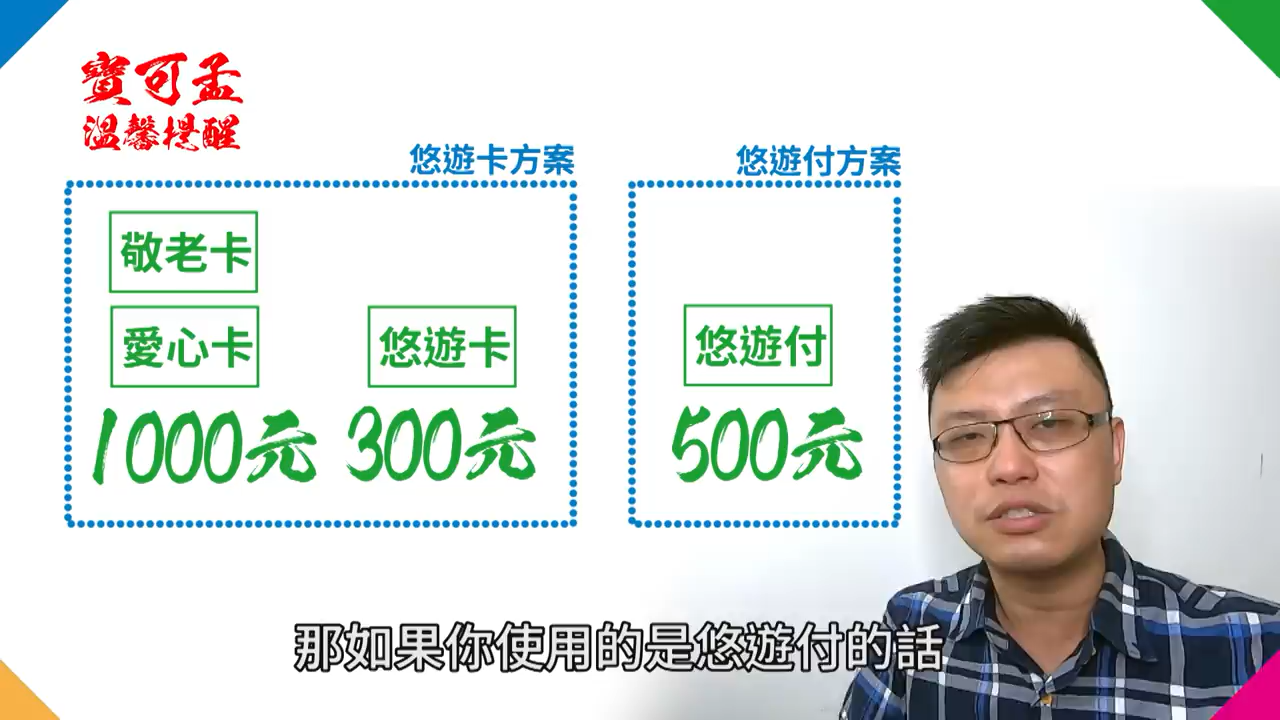 寶可孟
溫馨提醒
悠遊卡方案
敬老卡
愛心卡
1000元
悠遊卡
300元
悠遊付方案
悠遊付
500元
那如果你使用的是悠遊付的話